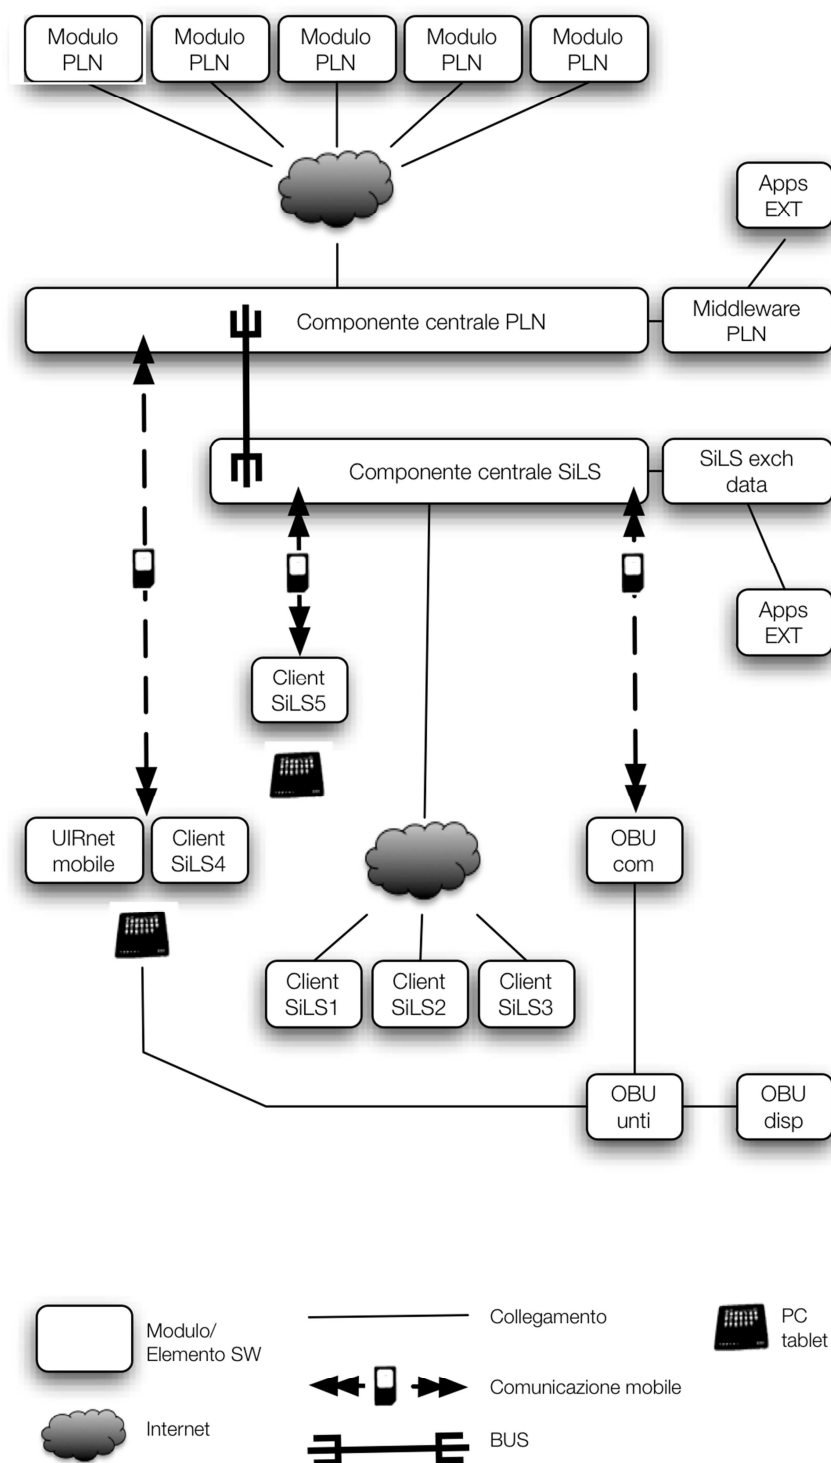 Modulo
PLN
Modulo
PLN
Modulo
PLN
Modulo
PLN
Modulo
PLN
Apps
EXT
Componente centrale PLN
Middleware
PLN
Componente centrale SiLS
SiLS exch
data
Apps
EXT
Client
SiLS5
UIRnet
mobile
Client
SiLS4
OBU
com
Client
SiLS1
Client
SiLS2
Client
SiLS3
OBU
unti
OBU
disp
Modulo/
Elemento SW
Collegamento
PC
tablet
Comunicazione mobile
Internet
BUS